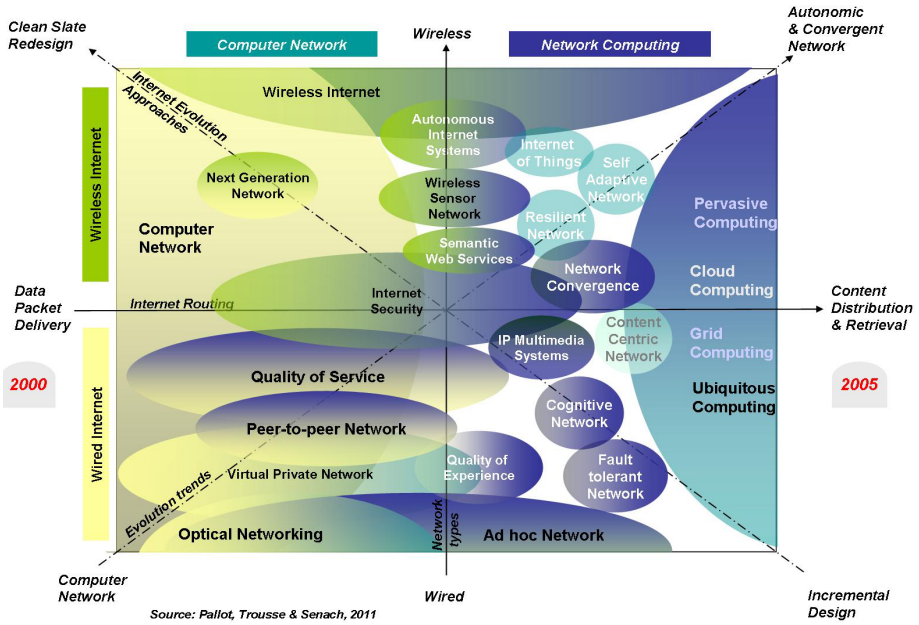 Clean Slate
Redesign
Computer Network
Wireless
Network Computing
Autonomic
& Convergent
Network
Internet Evolution
Approaches
Wireless Internet
Wireless Internet
Autonomous
Internet
Systems
Internet
of Things
Self
Adaptive
Network
Next Generation
Network
Wireless
Sensor
Network
Resilient
Network
Pervasive
Computing
Computer
Network
Semantic
Web Services
Network
Convergence
Cloud
Computing
Data
Packet
Delivery
Internet Routing
Internet
Security
Content
Distribution
& Retrieval
IP Multimedia
Systems
Content
Centric
Network
Grid
Computing
2000
Quality of Service
2005
Ubiquitous
Computing
Wired Internet
Peer-to-peer Network
Cognitive
Network
Virtual Private Network
Quality of
Experience
Fault
tolerant
Network
Evolution trends
Network
types
Optical Networking
Ad hoc Network
Computer
Network
Wired
Incremental
Design
Source: Pallot, Trousse & Senach, 2011